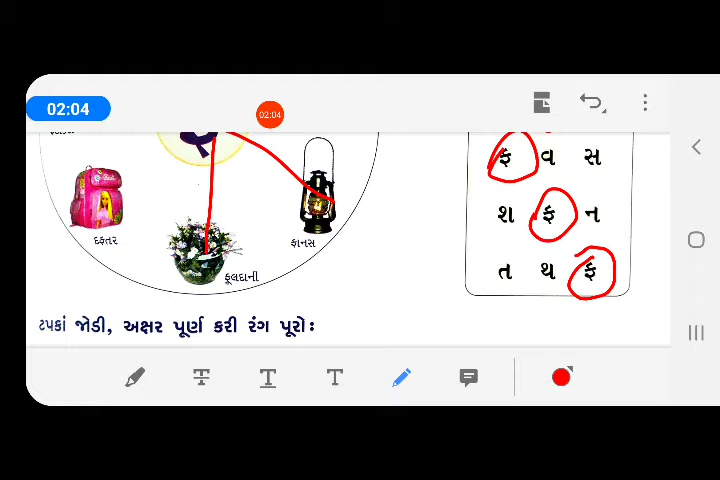 02:04
02:04
ફ વ સ
શ ફ ન
ત થ ફ
દફતર
ફાનસ
ફૂલદાની
ટપકાં જોડી, અક્ષર પૂર્ણ કરી રંગ પૂરો: